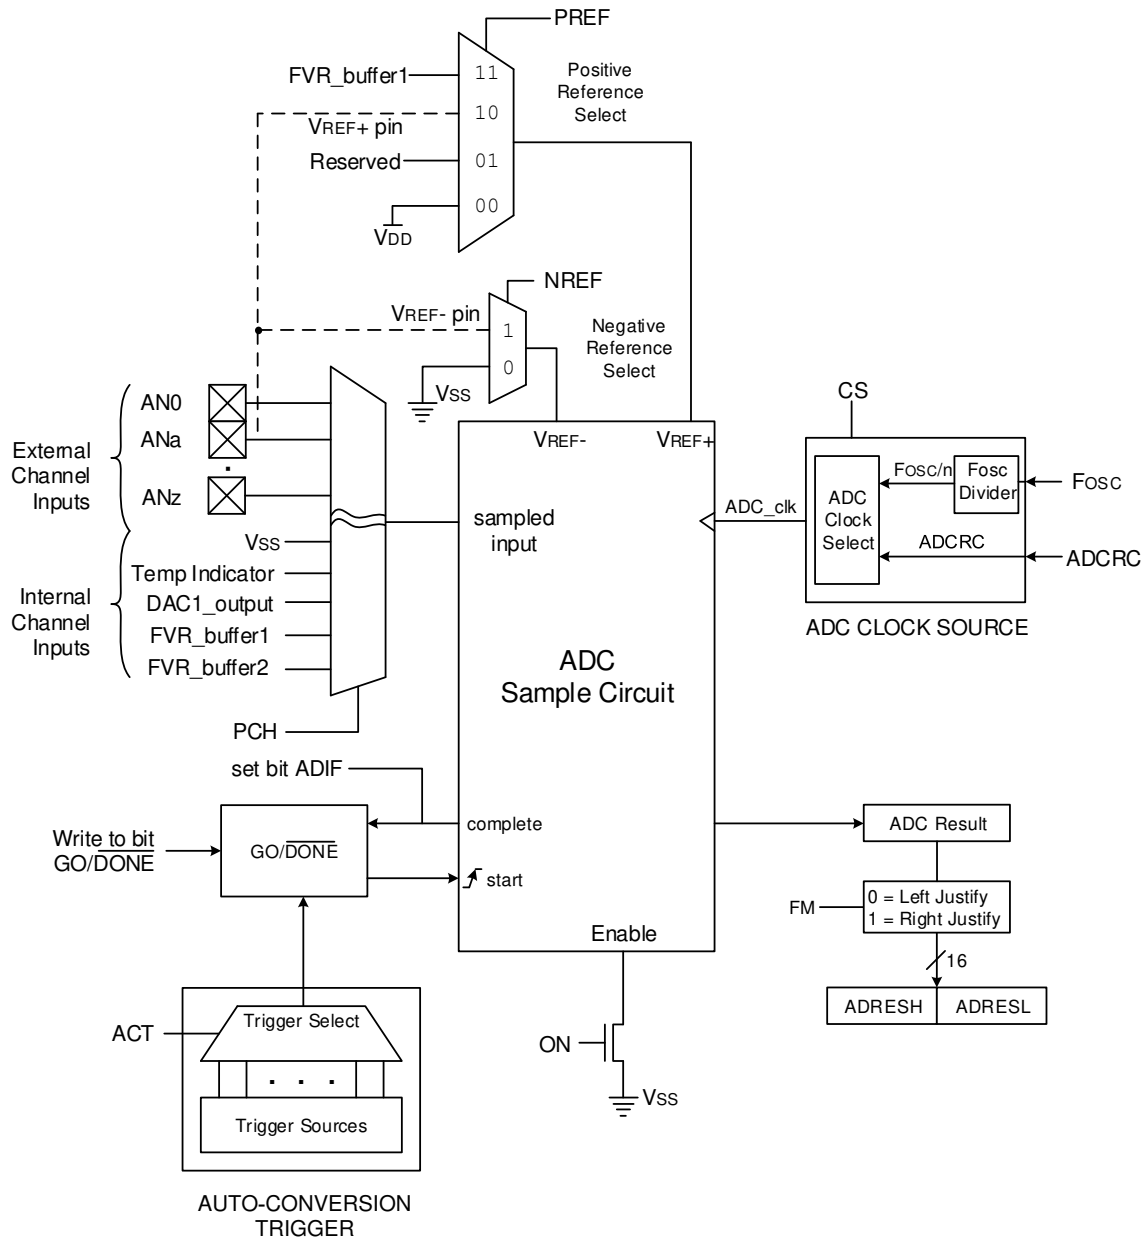 PREF
FVR_buffer1
11
Positive
Reference
Select
10
VREF+ pin
Reserved
01
00
VDD
NREF
VREF- pin
1
Negative
Reference
Select
0
VSS
CS
External
Channel
Inputs
AN0
ANa
.
ANz
VREF-
VREF+
FOSC/n
Fosc
Divider
FOSC
ADC
Clock
Select
ADC_clk
ADCRC
ADCRC
ADC CLOCK SOURCE
sampled
input
Internal
Channel
Inputs
VSS
Temp Indicator
DAC1_output
FVR_buffer1
FVR_buffer2
ADC
Sample Circuit
PCH
set bit ADIF
Write to bit
GO/DONE
GO/DONE
complete
start
ADC Result
FM
0 = Left Justify
1 = Right Justify
16
ADRESH
ADRESL
Enable
ON
VSS
ACT
Trigger Select
. . .
Trigger Sources
AUTO-CONVERSION
TRIGGER